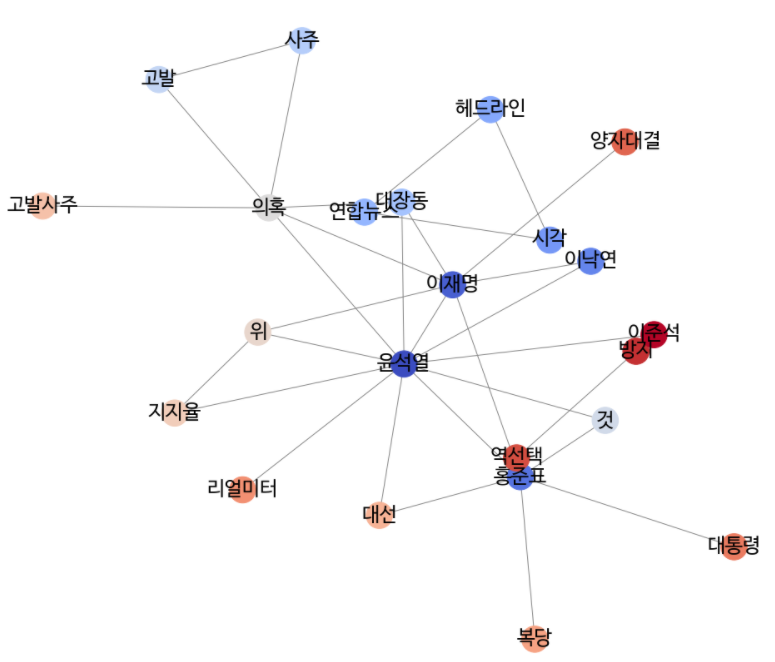 사주
고발
헤드라인
양자대결
대장동
고발사주
의혹
연합뉴스
시각
이낙연
이재명
위
이준석
방지
윤석열
지지율
것
역선택
홍준표
리얼미터
대선
대통령
복당